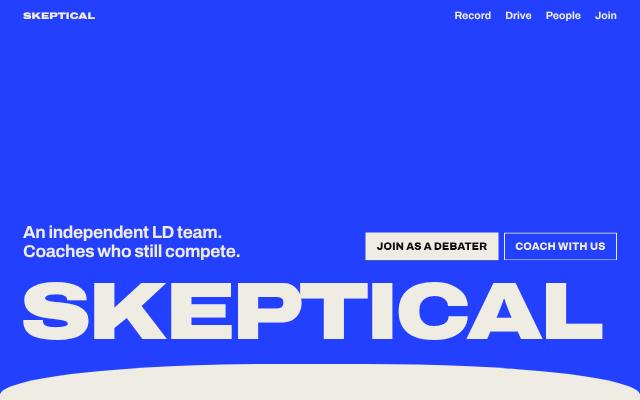 SKEPTICAL
Record Drive People Join
An independent LD team.
Coaches who still compete.
JOIN AS A DEBATER
COACH WITH US
SKEPTICAL